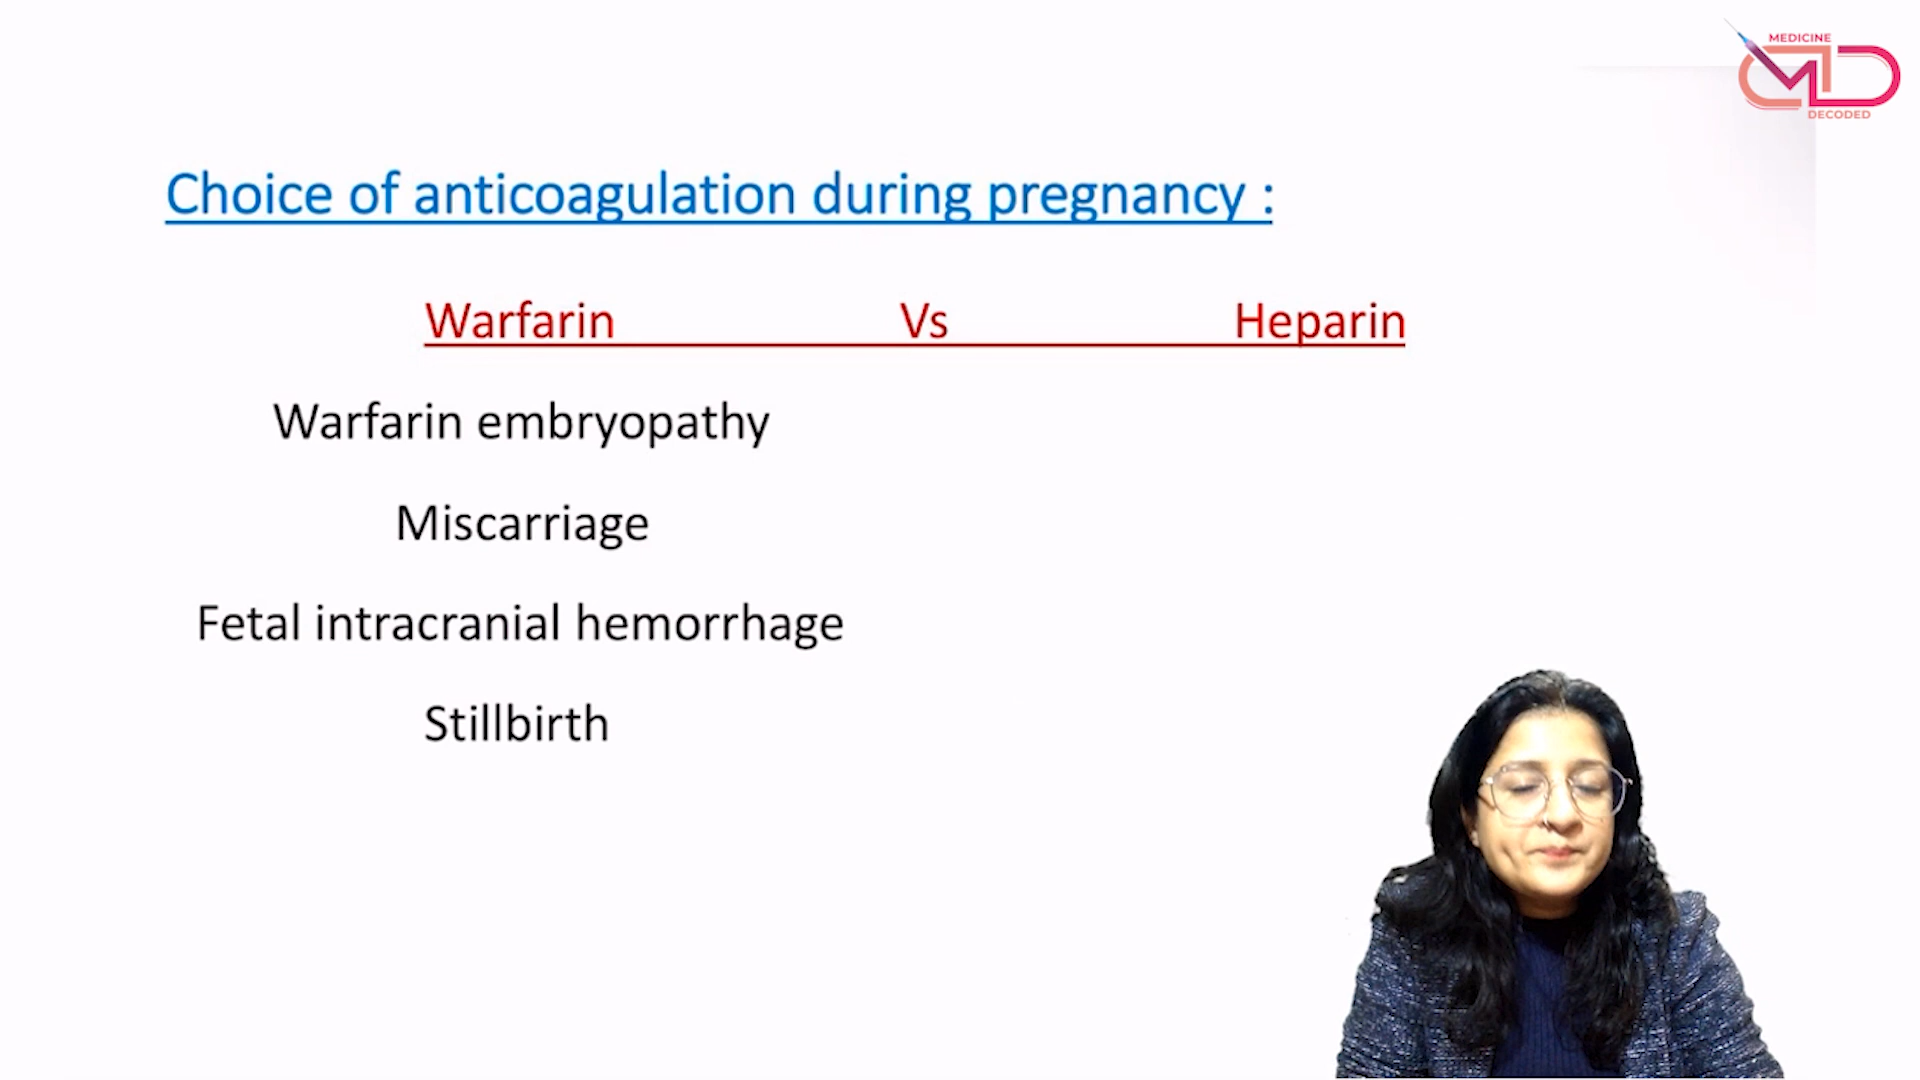 MEDICINE
DECODED
Choice of anticoagulation during pregnancy :
Warfarin Vs Heparin
Warfarin embryopathy
Miscarriage
Fetal intracranial hemorrhage
Stillbirth